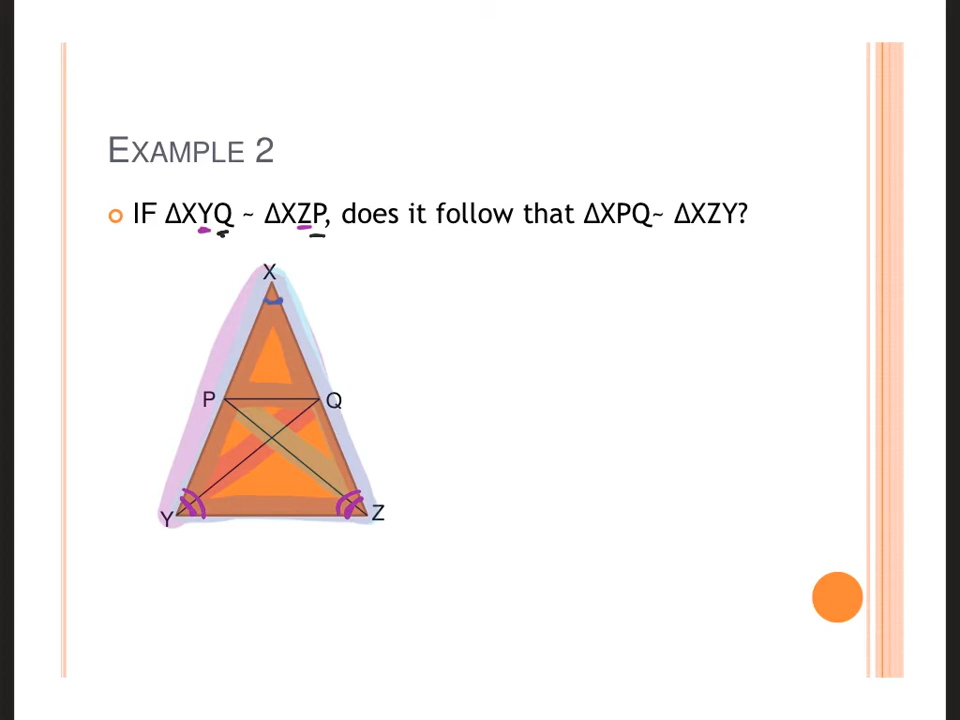 EXAMPLE 2
IF ΔXYQ ~ ΔXZP, does it follow that ΔXPQ~ ΔXZY?
X
P
Q
Y
Z